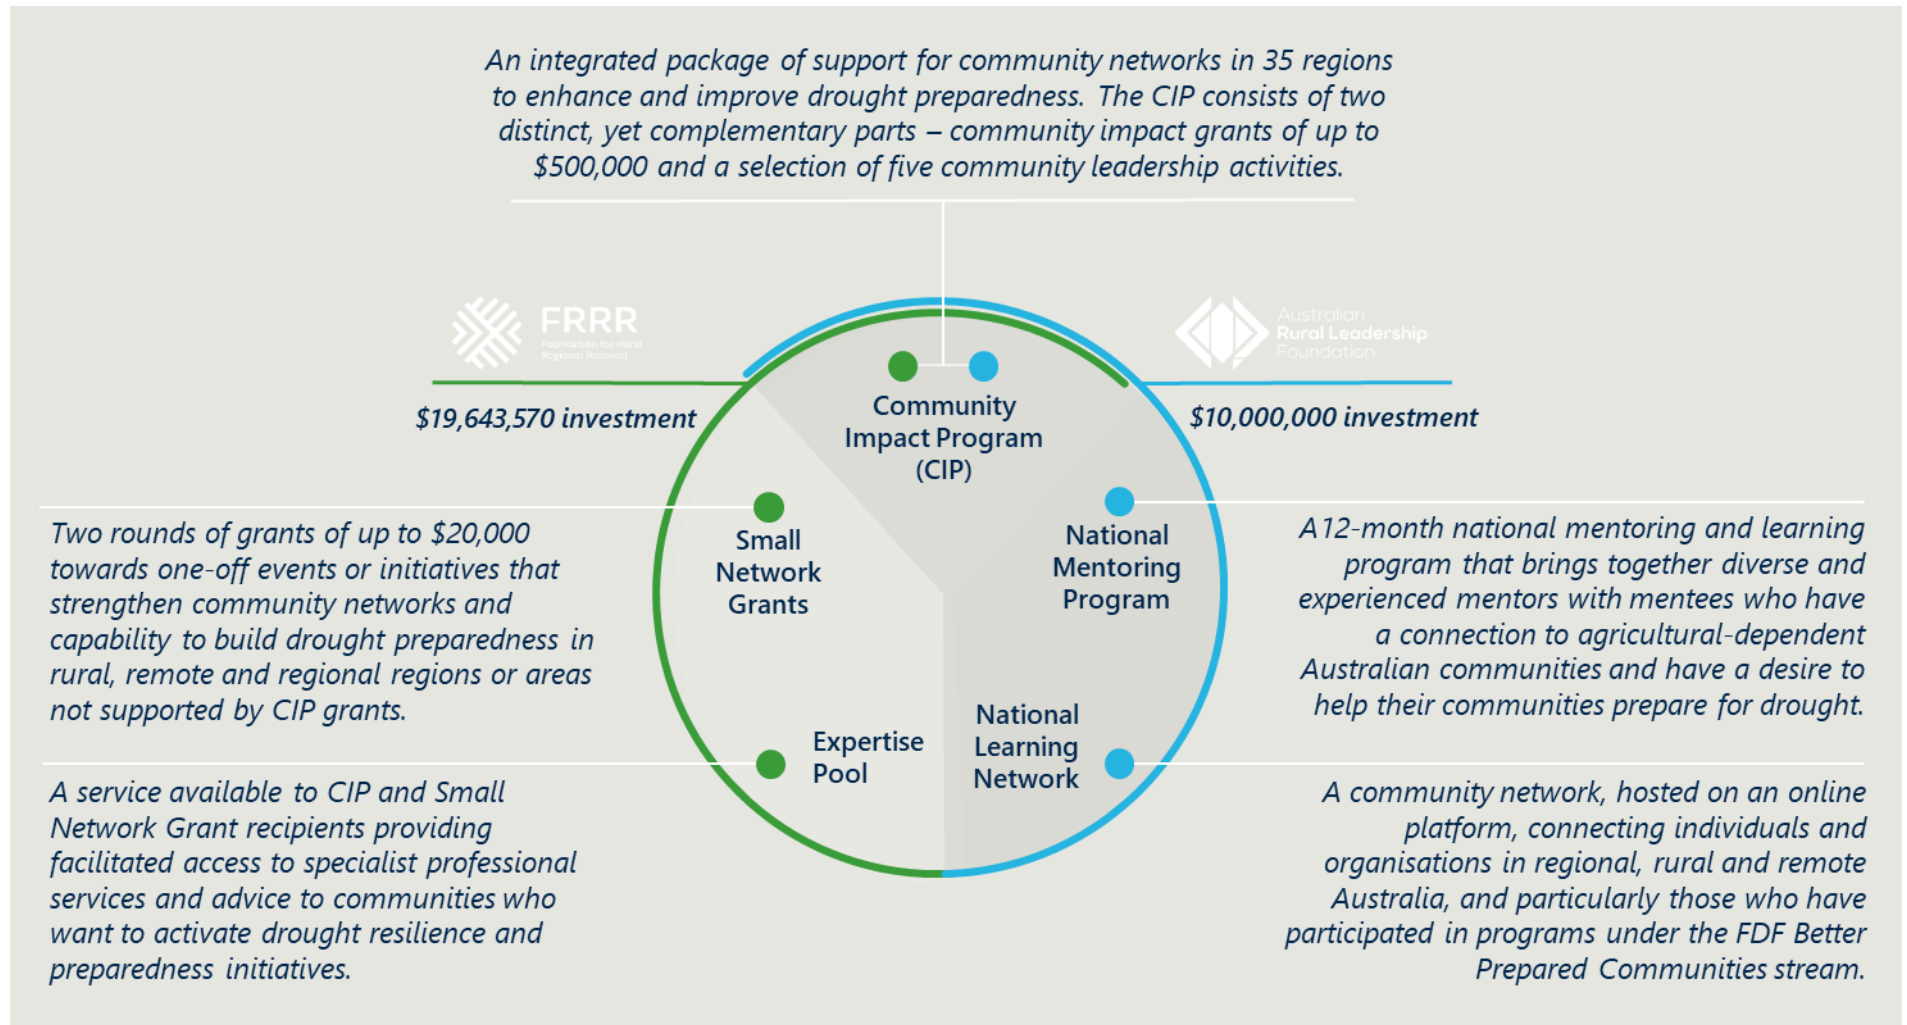 An integrated package of support for community networks in 35 regions
to enhance and improve drought preparedness. The CIP consists of two
distinct, yet complementary parts – community impact grants of up to
$500,000 and a selection of five community leadership activities.
FRRR
Foundation for Rural
Regional Renewal
$19,643,570 investment
Australian
Rural Leadership
Foundation
$10,000,000 investment
Community
Impact Program
(CIP)
Small
Network
Grants
National
Mentoring
Program
Expertise
Pool
National
Learning
Network
Two rounds of grants of up to $20,000
towards one-off events or initiatives that
strengthen community networks and
capability to build drought preparedness in
rural, remote and regional regions or areas
not supported by CIP grants.
A service available to CIP and Small
Network Grant recipients providing
facilitated access to specialist professional
services and advice to communities who
want to activate drought resilience and
preparedness initiatives.
A 12-month national mentoring and learning
program that brings together diverse and
experienced mentors with mentees who have
a connection to agricultural-dependent
Australian communities and have a desire to
help their communities prepare for drought.
A community network, hosted on an online
platform, connecting individuals and
organisations in regional, rural and remote
Australia, and particularly those who have
participated in programs under the FDF Better
Prepared Communities stream.